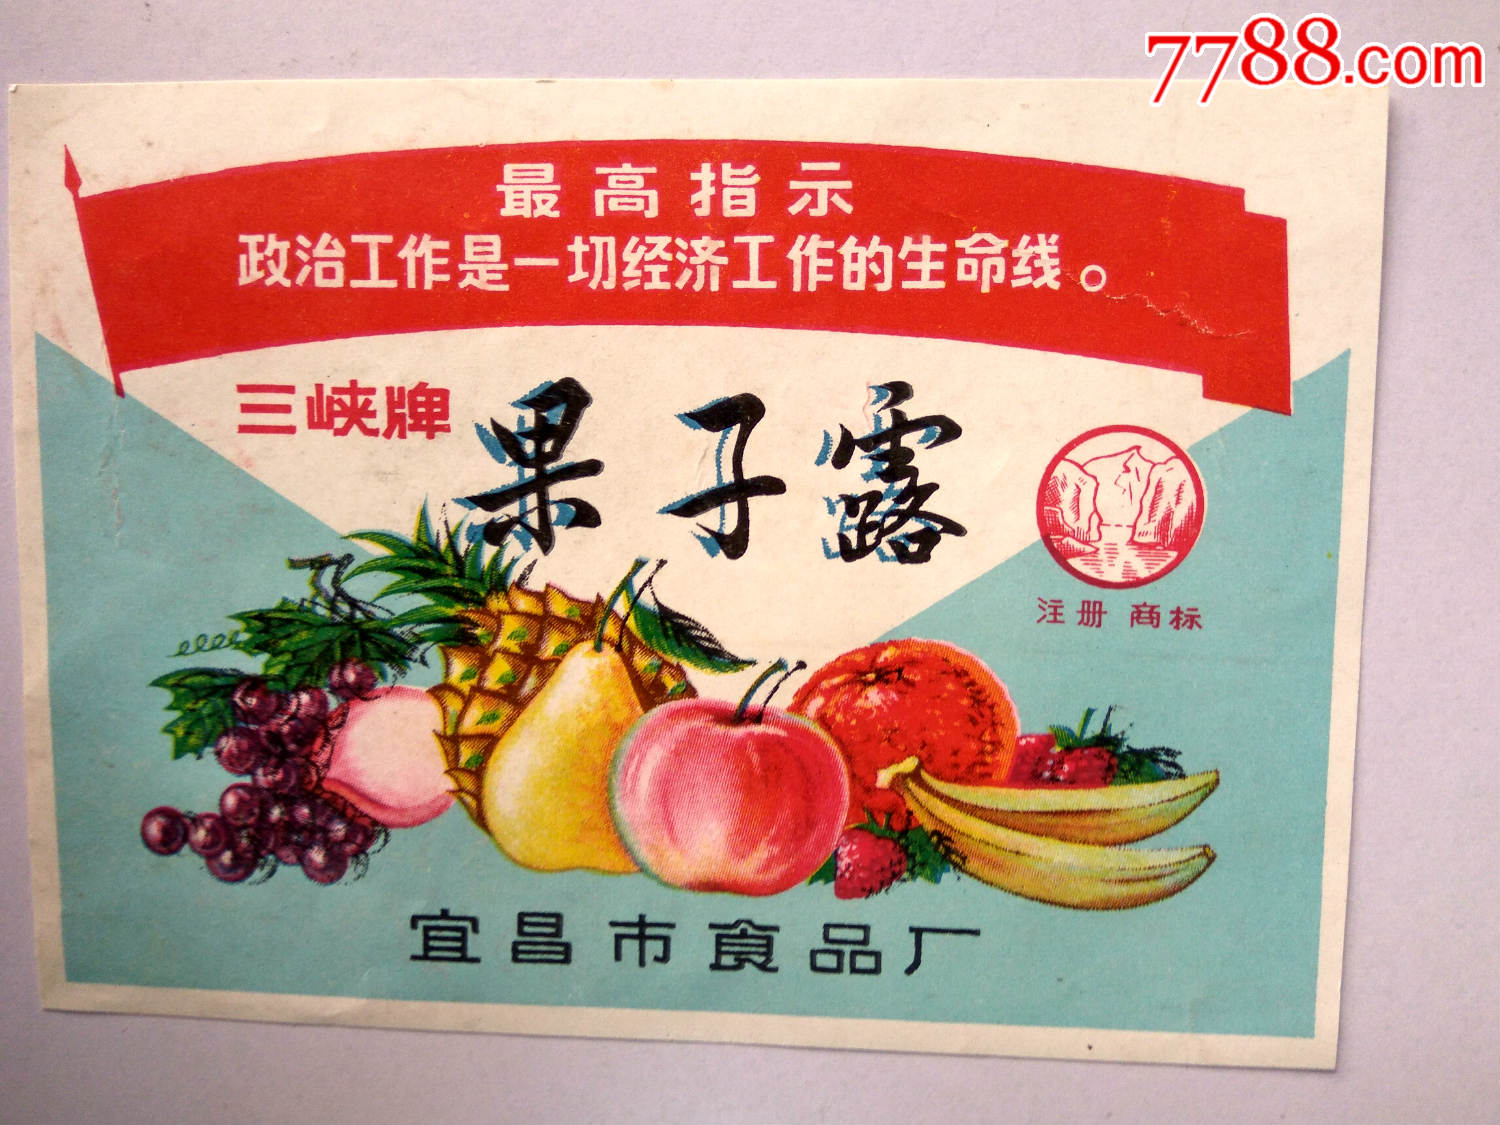 7788.com
最高指示
政治工作是一切经济工作的生命线。
三峡牌
果子露
注册 商标
宜昌市食品厂